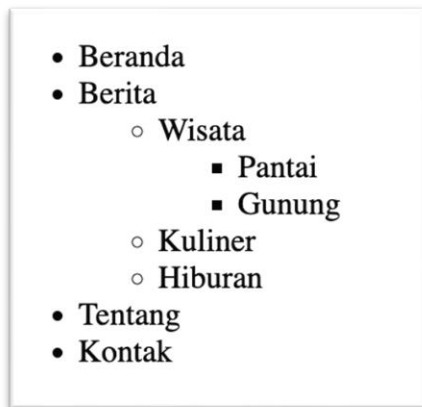 Beranda
Berita
Wisata
Pantai
Gunung
Kuliner
Hiburan
Tentang
Kontak